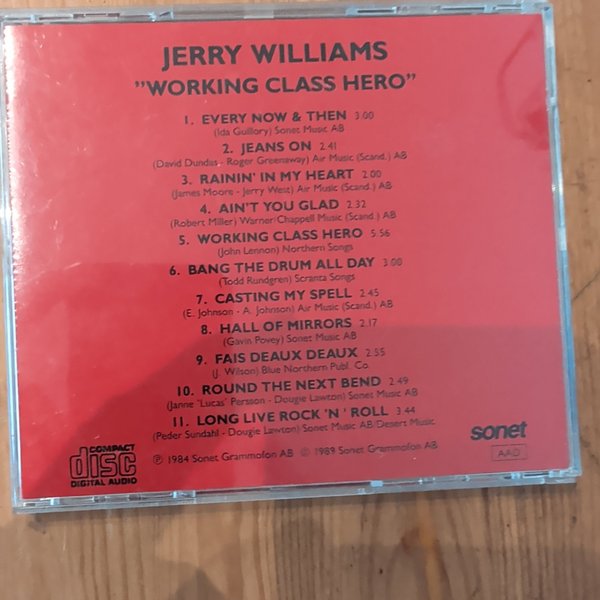 JERRY WILLIAMS
"WORKING CLASS HERO"
1. EVERY NOW & THEN 3.00
(Ida Guillory) Sonet Music AB
2. JEANS ON 2.41
(David Dundas - Roger Greenaway) Air Music (Scand.) AB
3. RAININ' IN MY HEART 2.00
(James Moore - Jerry West) Air Music (Scand.) AB
4. AIN'T YOU GLAD 2.32
(Robert Miller) Warner/Chappell Music (Scand.) AB
5. WORKING CLASS HERO 5.56
(John Lennon) Northern Songs
6. BANG THE DRUM ALL DAY 3.00
(Todd Rundgren) Screnta Songs
7. CASTING MY SPELL 2.45
(E. Johnson - A. Johnson) Air Music (Scand.) AB
8. HALL OF MIRRORS 2.17
(Gavin Povey) Sonet Music AB
9. FAIS DEAUX DEAUX 2.55
(J. Wilson) Blue Northern Publ. Co.
10. ROUND THE NEXT BEND 2.49
(Janne 'Lucas' Persson - Dougie Lawton) Sonet Music AB
11. LONG LIVE ROCK 'N' ROLL 3.44
(Peder Sundahl - Dougie Lawton) Sonet Music AB/Desert Music
COMPACT
disc
DIGITAL AUDIO
℗ 1984 Sonet Grammofon AB © 1989 Sonet Grammofon AB
sonet
AAD